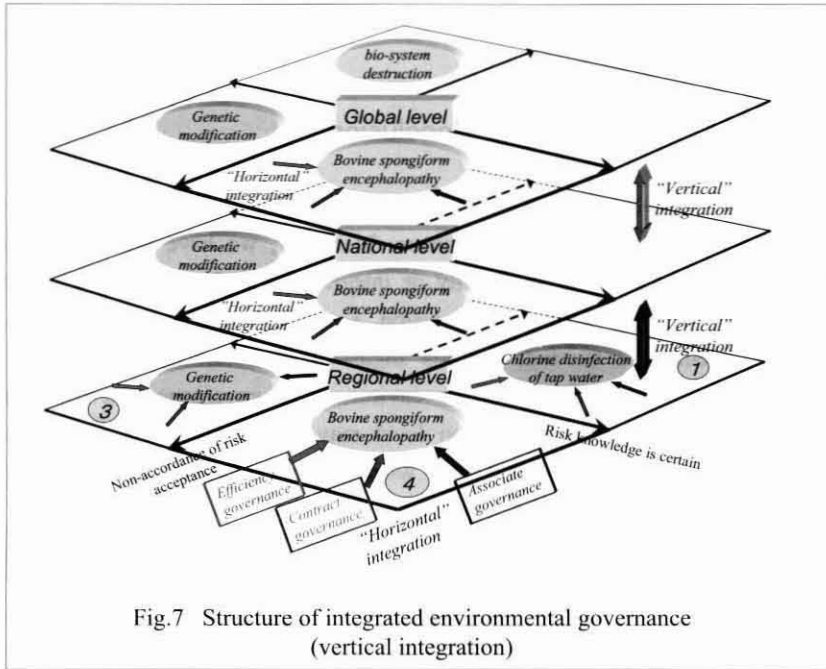 bio-system
destruction
Global level
Genetic
modification
Bovine spongiform
encephalopathy
"Horizontal"
integration
"Vertical"
integration
National level
Genetic
modification
Bovine spongiform
encephalopathy
"Horizontal"
integration
"Vertical"
integration
Regional level
Chlorine disinfection
of tap water
1
Genetic
modification
3
Bovine spongiform
encephalopathy
Risk knowledge is certain
Non-accordance of risk
acceptance
4
Efficiency
governance
Contract
governance
Associate
governance
"Horizontal"
integration
Fig.7 Structure of integrated environmental governance
(vertical integration)